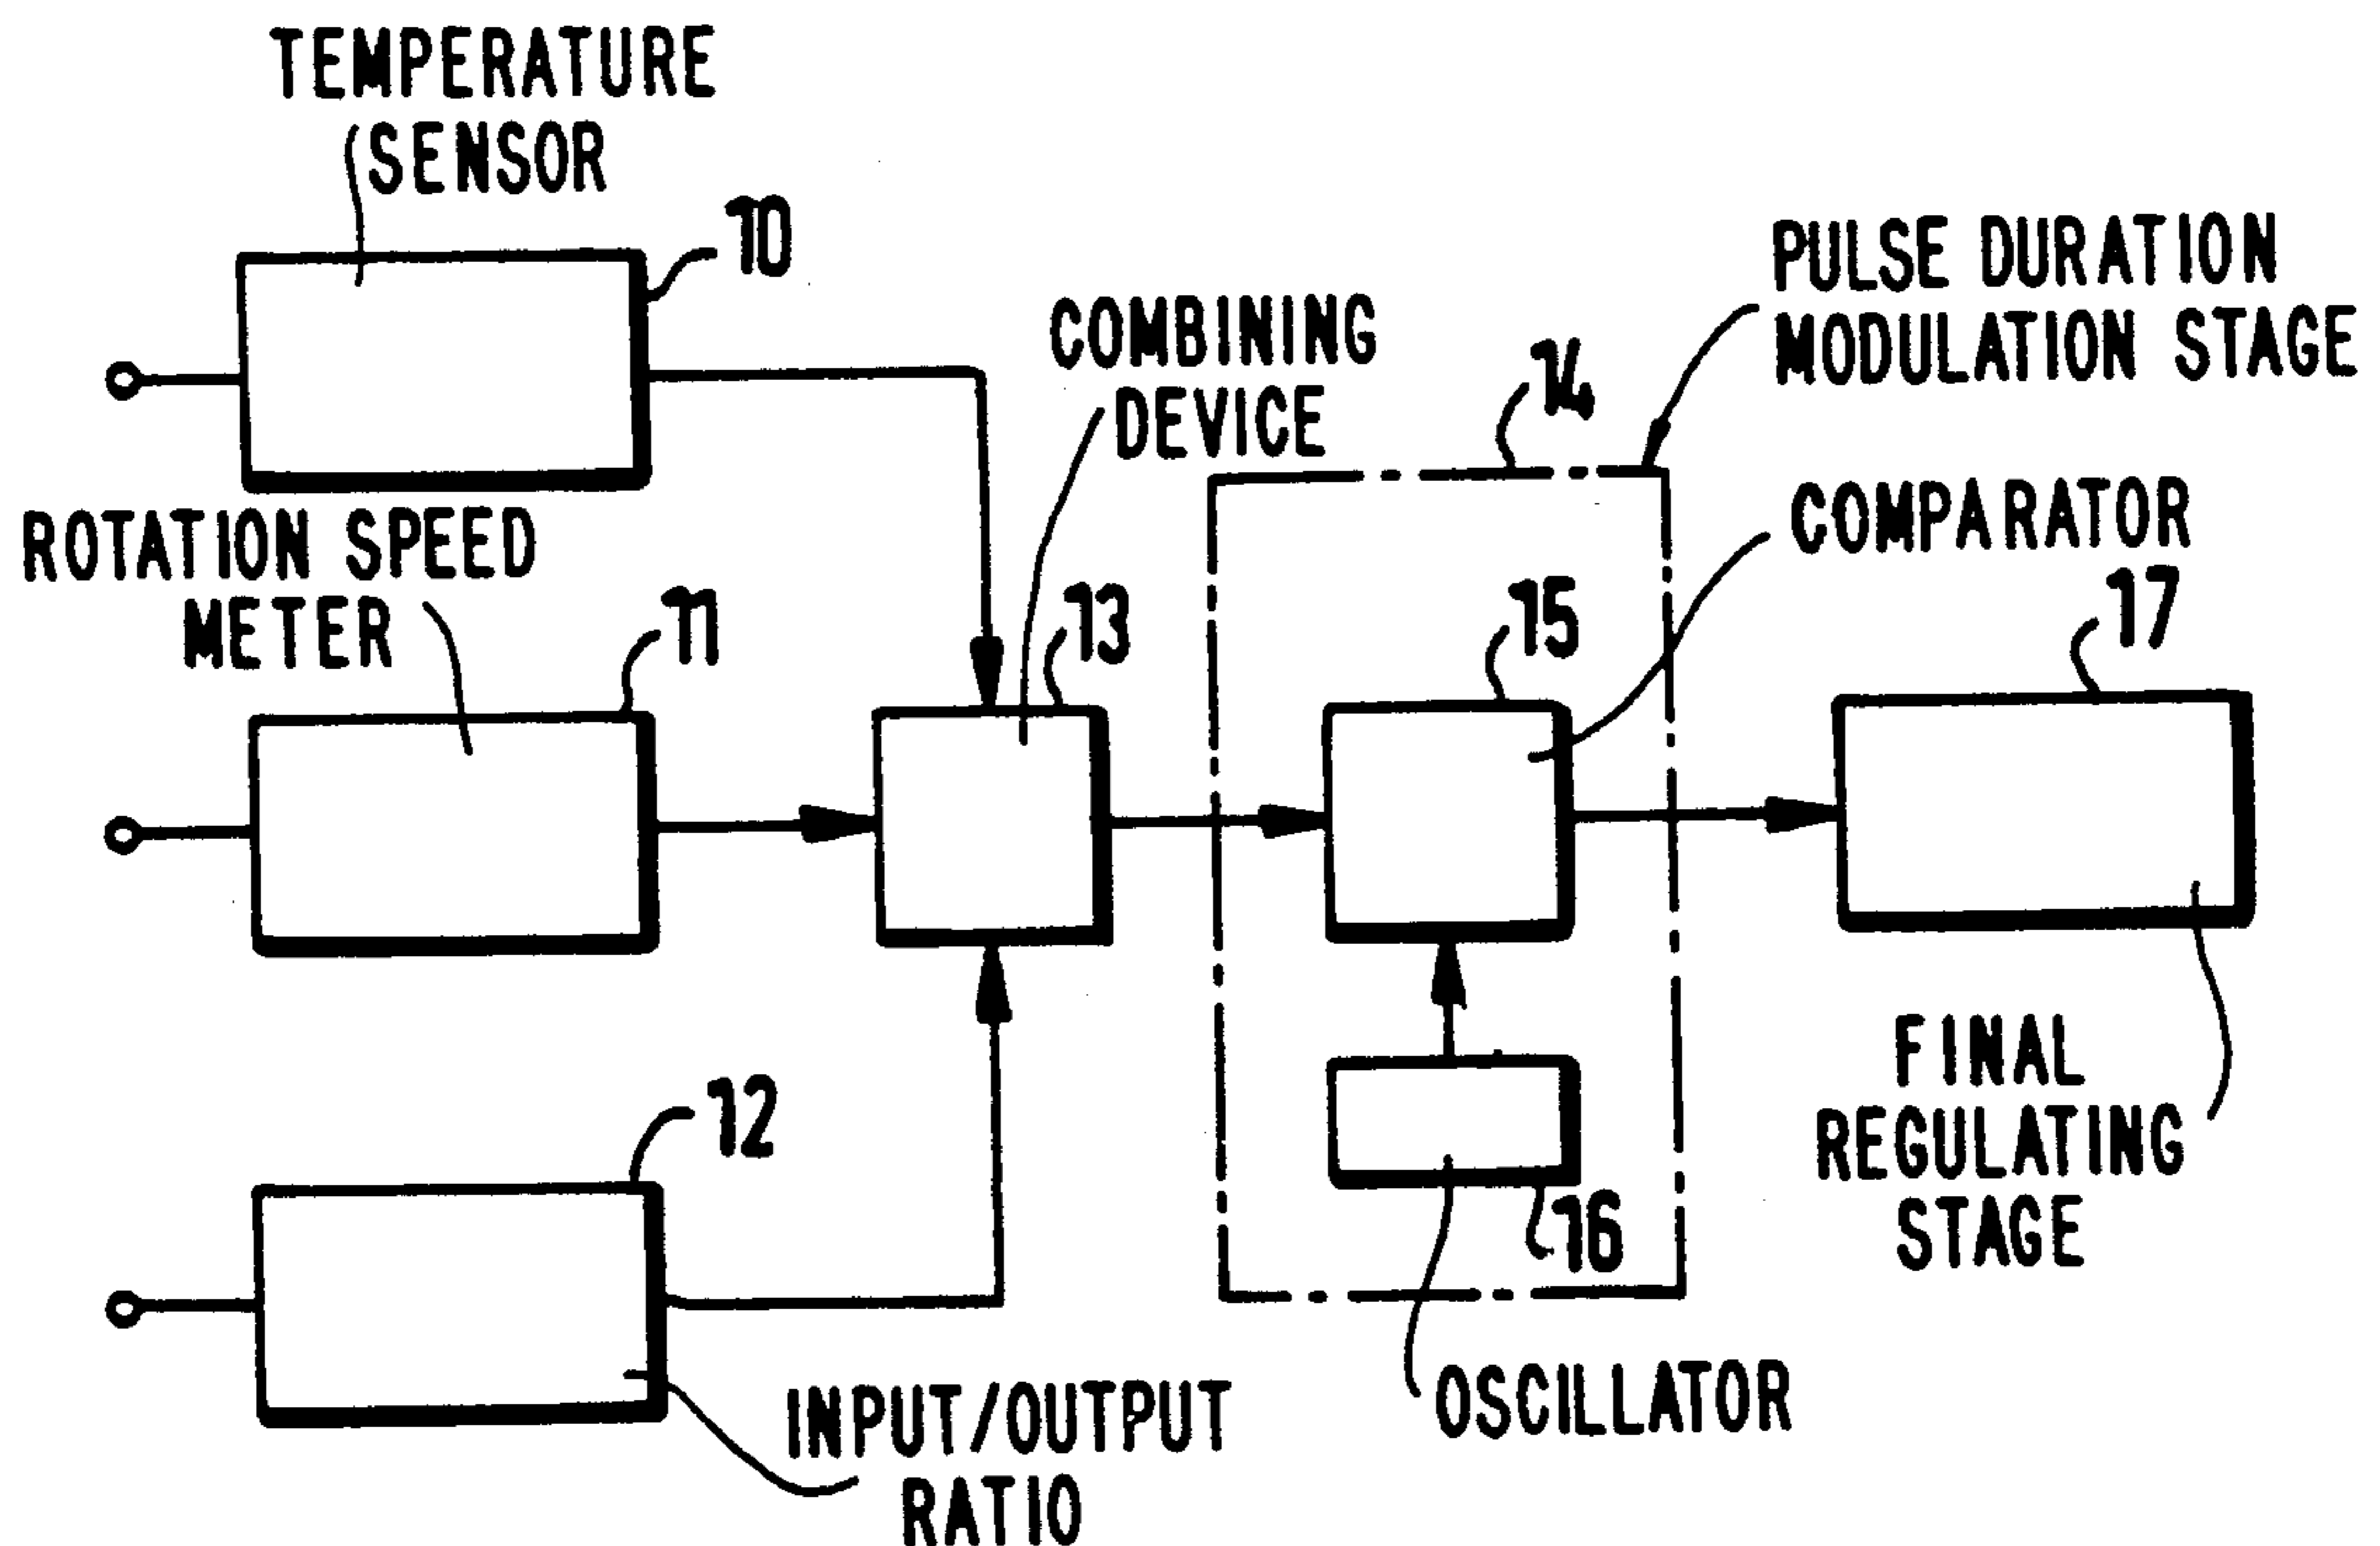 TEMPERATURE
SENSOR
10
PULSE DURATION
MODULATION STAGE
COMBINING
DEVICE
14
ROTATION SPEED
METER
11
13
COMPARATOR
15
17
12
FINAL
REGULATING
STAGE
16
INPUT/OUTPUT
RATIO
OSCILLATOR